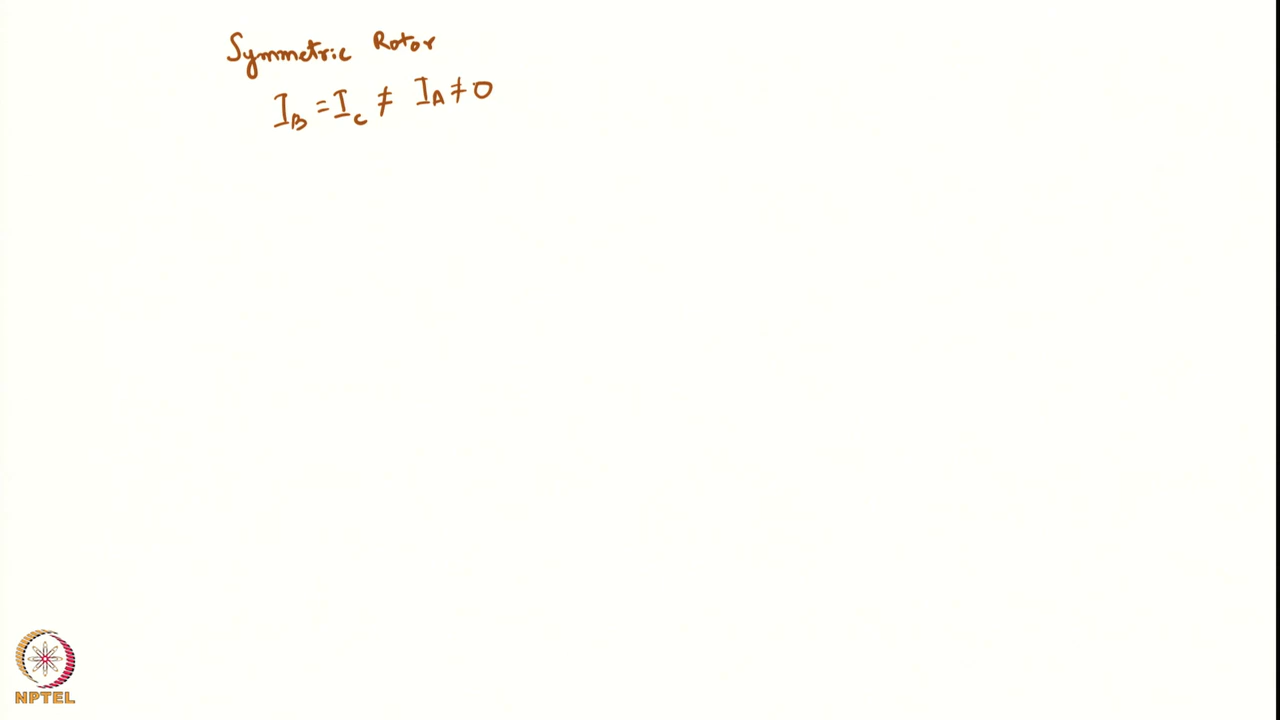 Symmetric Rotor
I_B = I_C ≠ I_A ≠ 0
NPTEL